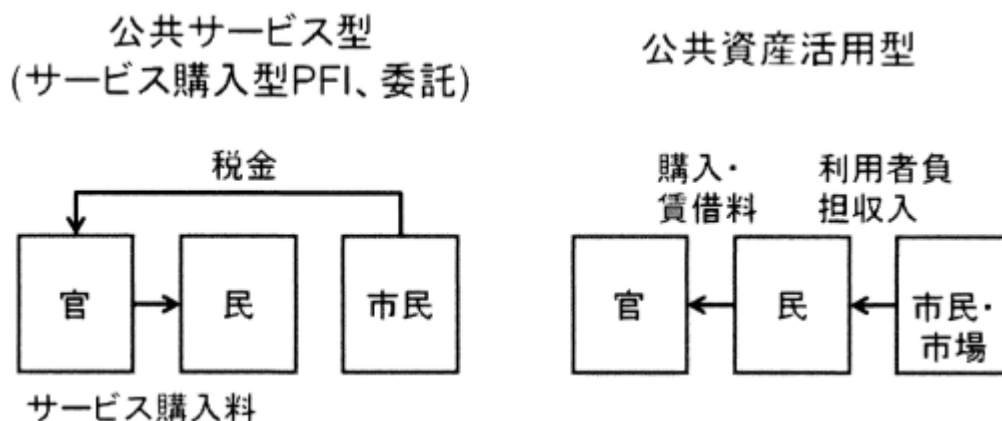 公共サービス型
(サービス購入型PFI、委託)
税金
官
民
市民
サービス購入料
公共資産活用型
購入・
賃借料
利用者負
担収入
官
民
市民・
市場